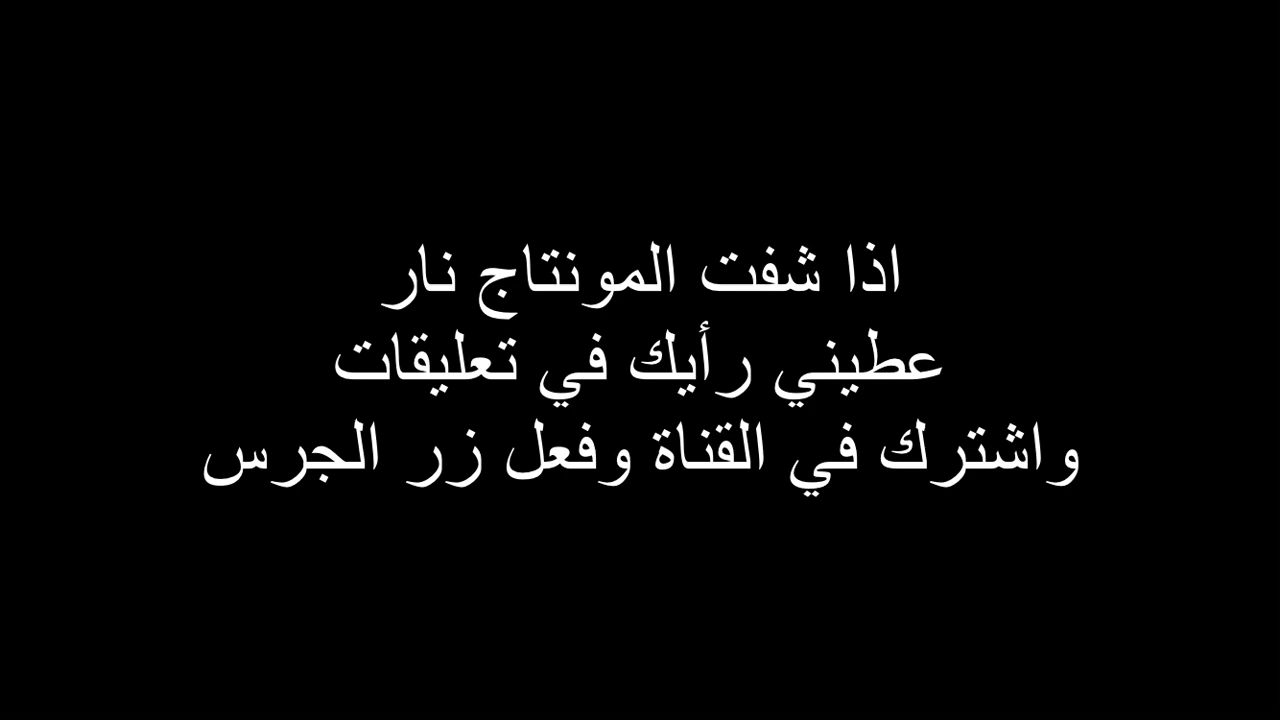 اذا شفت المونتاج نار
عطيني رأيك في تعليقات
واشترك في القناة وفعل زر الجرس